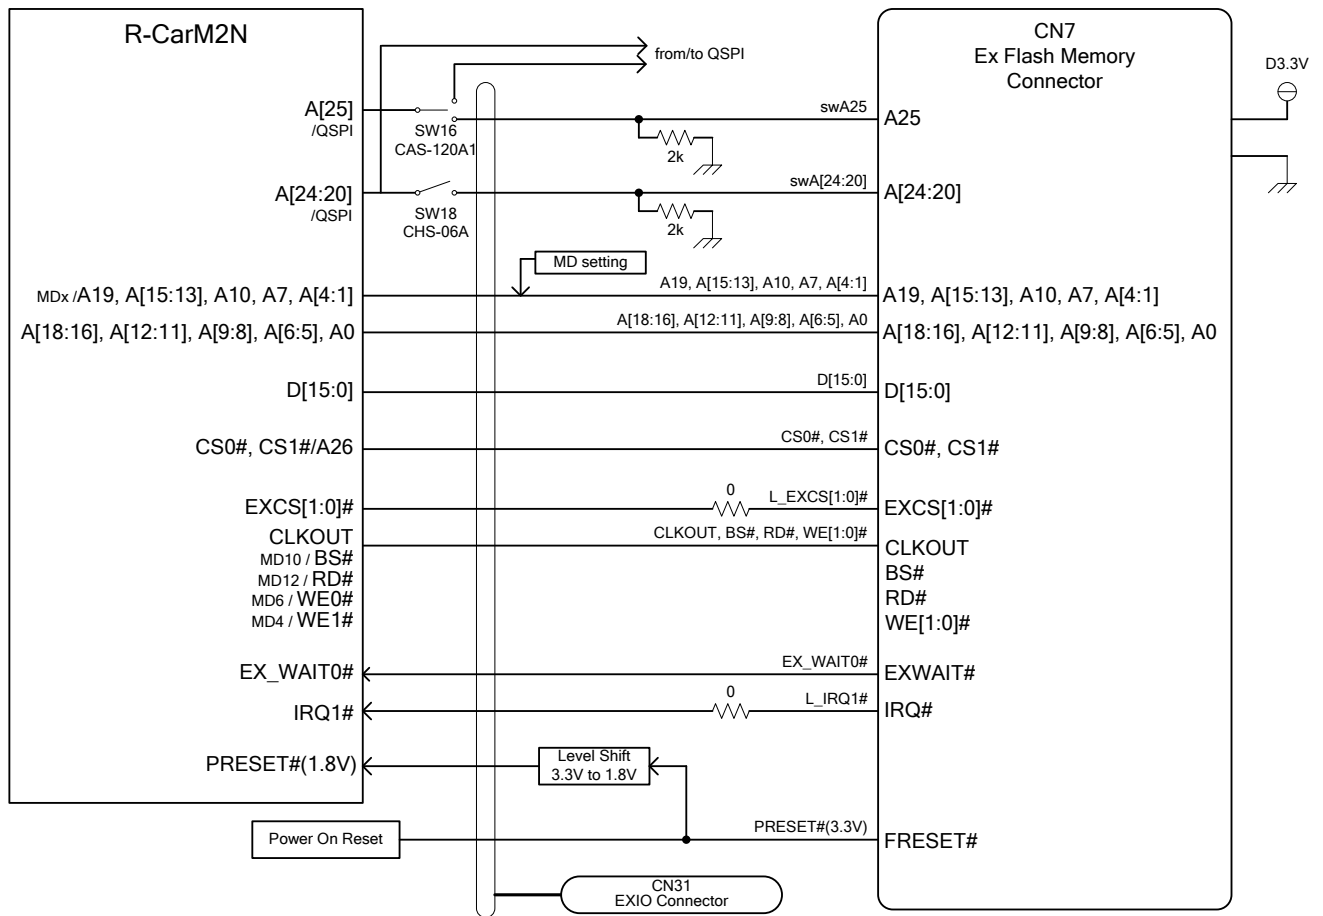 R-CarM2N
CN7
Ex Flash Memory
Connector
D3.3V
from/to QSPI
A[25]
/QSPI
SW16
CAS-120A1
swA25
A25
2k
A[24:20]
/QSPI
SW18
CHS-06A
swA[24:20]
A[24:20]
2k
MD setting
MDx /A19, A[15:13], A10, A7, A[4:1]
A19, A[15:13], A10, A7, A[4:1]
A19, A[15:13], A10, A7, A[4:1]
A[18:16], A[12:11], A[9:8], A[6:5], A0
A[18:16], A[12:11], A[9:8], A[6:5], A0
A[18:16], A[12:11], A[9:8], A[6:5], A0
D[15:0]
D[15:0]
D[15:0]
CS0#, CS1#/A26
CS0#, CS1#
CS0#, CS1#
EXCS[1:0]#
0
L_EXCS[1:0]#
EXCS[1:0]#
CLKOUT
CLKOUT, BS#, RD#, WE[1:0]#
CLKOUT
MD10 / BS#
BS#
MD12 / RD#
RD#
MD6 / WE0#
MD4 / WE1#
WE[1:0]#
EX_WAIT0#
EX_WAIT0#
EXWAIT#
IRQ1#
0
L_IRQ1#
IRQ#
PRESET#(1.8V)
Level Shift
3.3V to 1.8V
Power On Reset
PRESET#(3.3V)
FRESET#
CN31
EXIO Connector